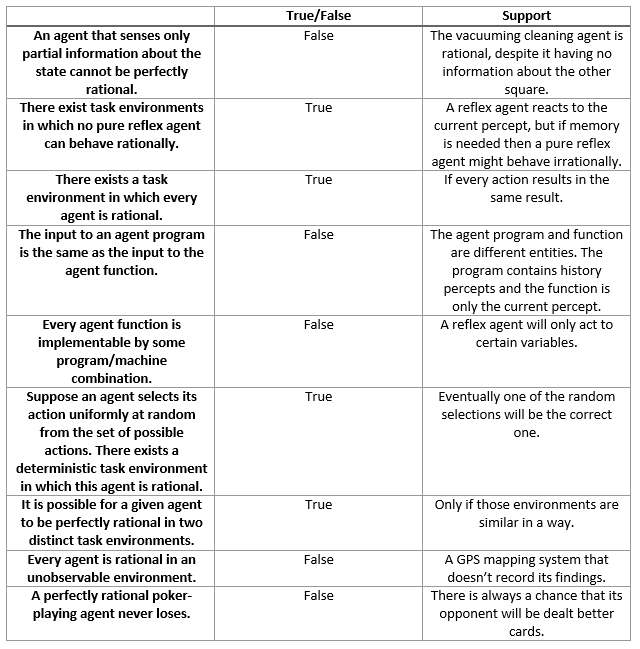 True/False
Support
An agent that senses only
partial information about the
state cannot be perfectly
rational.
False
The vacuuming cleaning agent is
rational, despite it having no
information about the other
square.
There exist task environments
in which no pure reflex agent
can behave rationally.
True
A reflex agent reacts to the
current percept, but if memory
is needed then a pure reflex
agent might behave irrationally.
There exists a task
environment in which every
agent is rational.
True
If every action results in the
same result.
The input to an agent program
is the same as the input to the
agent function.
False
The agent program and function
are different entities. The
program contains history
percepts and the function is
only the current percept.
Every agent function is
implementable by some
program/machine
combination.
False
A reflex agent will only act to
certain variables.
Suppose an agent selects its
action uniformly at random
from the set of possible
actions. There exists a
deterministic task environment
in which this agent is rational.
True
Eventually one of the random
selections will be the correct
one.
It is possible for a given agent
to be perfectly rational in two
distinct task environments.
True
Only if those environments are
similar in a way.
Every agent is rational in an
unobservable environment.
False
A GPS mapping system that
doesn’t record its findings.
A perfectly rational poker-
playing agent never loses.
False
There is always a chance that its
opponent will be dealt better
cards.